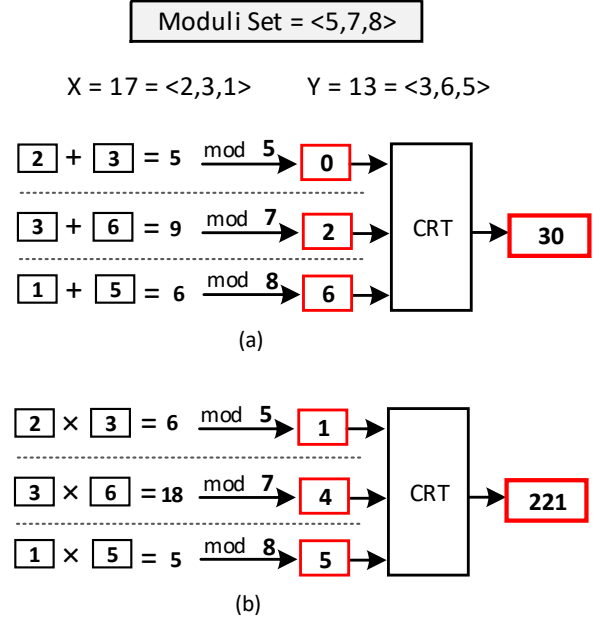 Moduli Set = <5,7,8>
X = 17 = <2,3,1> Y = 13 = <3,6,5>
2 + 3 = 5 mod 5 0
3 + 6 = 9 mod 7 2 CRT 30
1 + 5 = 6 mod 8 6
(a)
2 × 3 = 6 mod 5 1
3 × 6 = 18 mod 7 4 CRT 221
1 × 5 = 5 mod 8 5
(b)